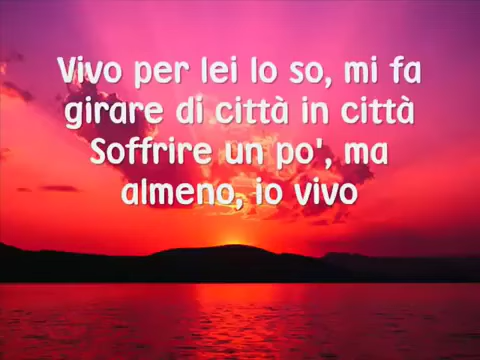 Vivo per lei lo so, mi fa
girare di città in città
Soffrire un po', ma
almeno, io vivo